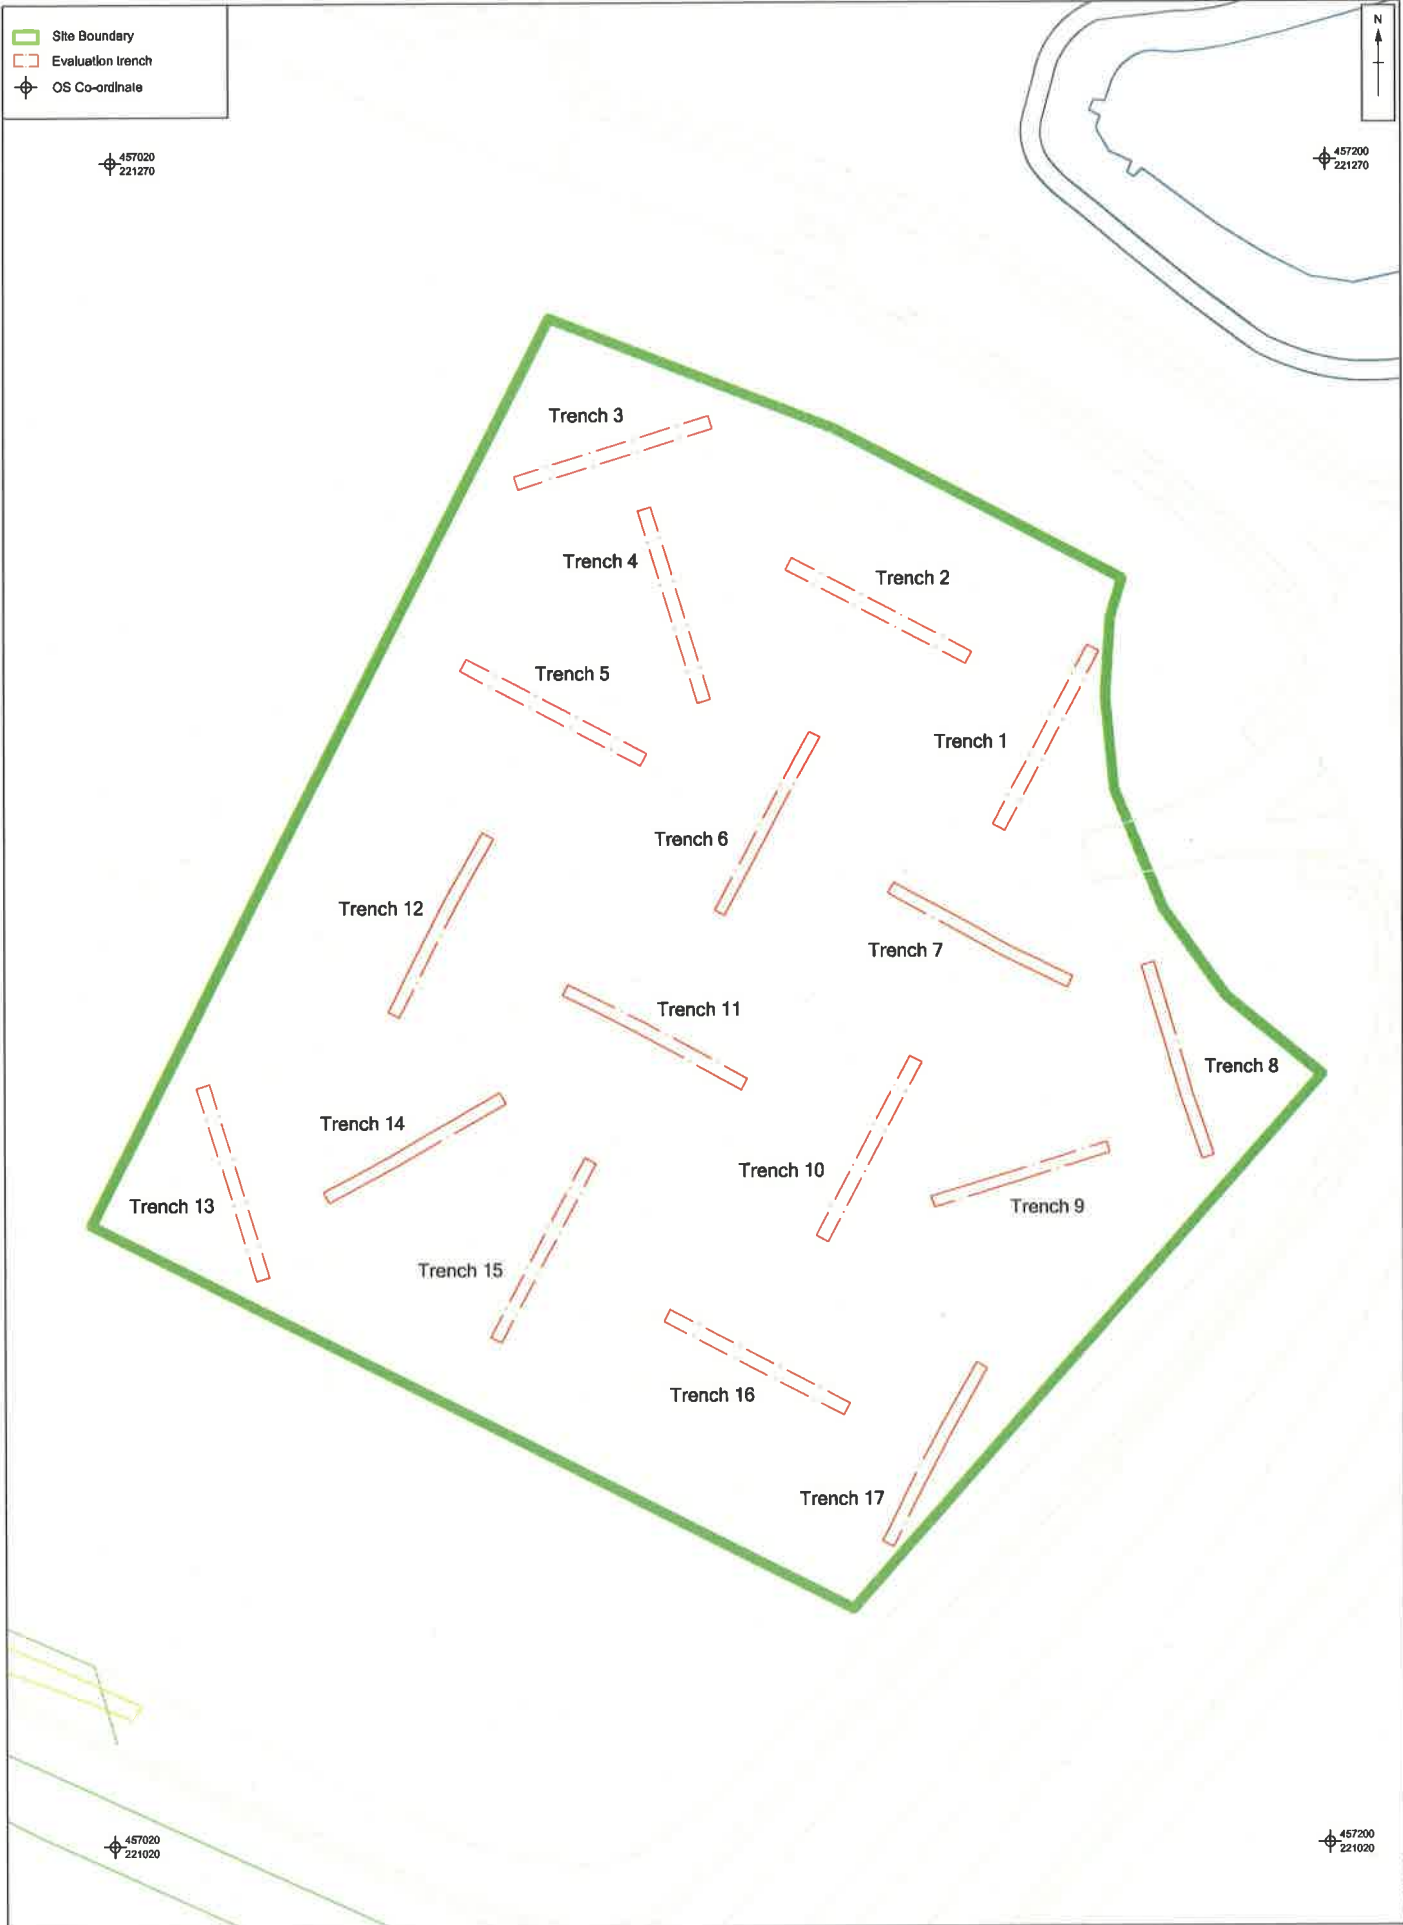 Site Boundary
Evaluation trench
OS Co-ordinate
N
457020
221270
457200
221270
Trench 3
Trench 4
Trench 2
Trench 5
Trench 1
Trench 6
Trench 12
Trench 7
Trench 11
Trench 8
Trench 14
Trench 10
Trench 13
Trench 9
Trench 15
Trench 16
Trench 17
457020
221020
457200
221020